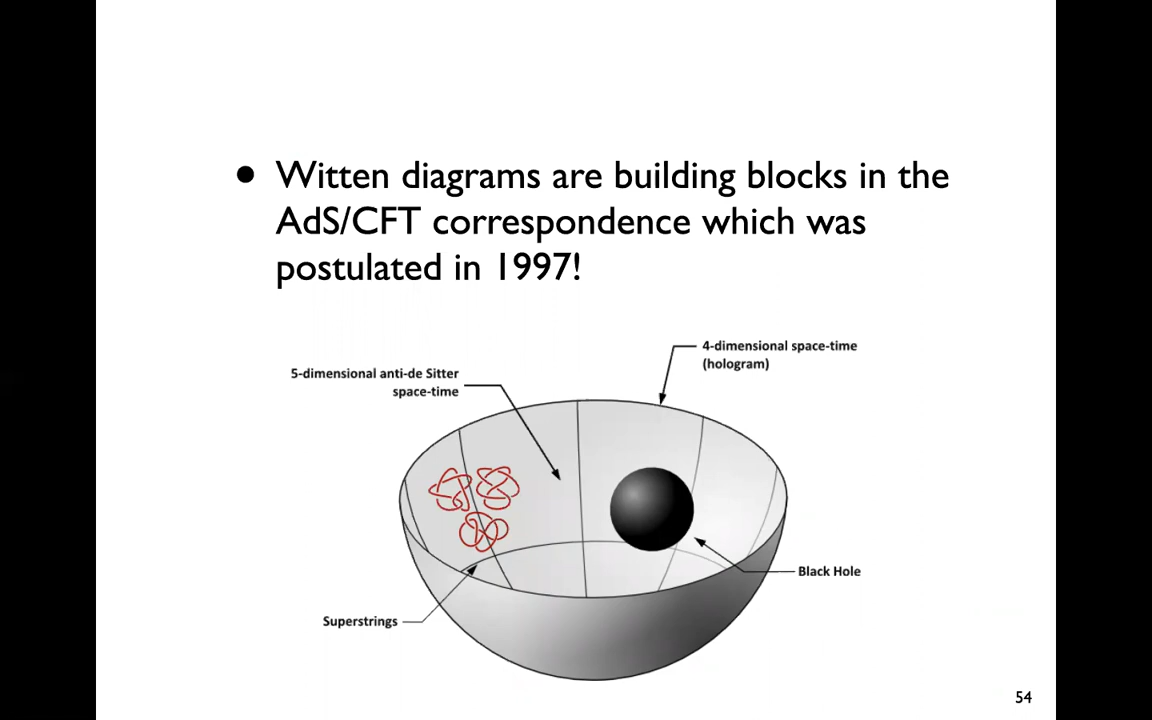 • Witten diagrams are building blocks in the
AdS/CFT correspondence which was
postulated in 1997!
4-dimensional space-time
(hologram)
5-dimensional anti-de Sitter
space-time
Black Hole
Superstrings
54